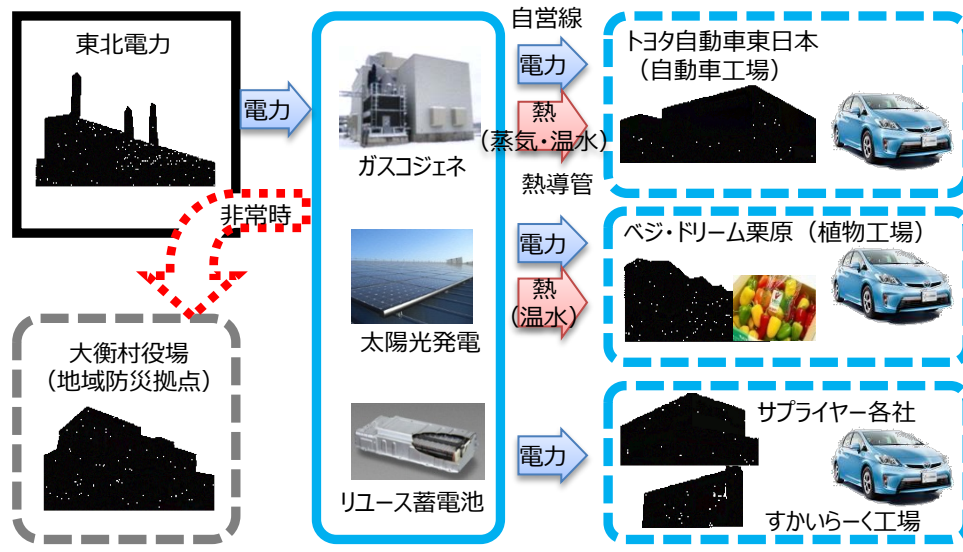 東北電力
電力
非常時
大衡村役場
（地域防災拠点）
ガスコジェネ
太陽光発電
リユース蓄電池
自営線
電力
熱
（蒸気・温水）
熱導管
電力
熱
（温水）
電力
トヨタ自動車東日本
（自動車工場）
ベジ・ドリーム栗原（植物工場）
サプライヤー各社
すかいらーく工場